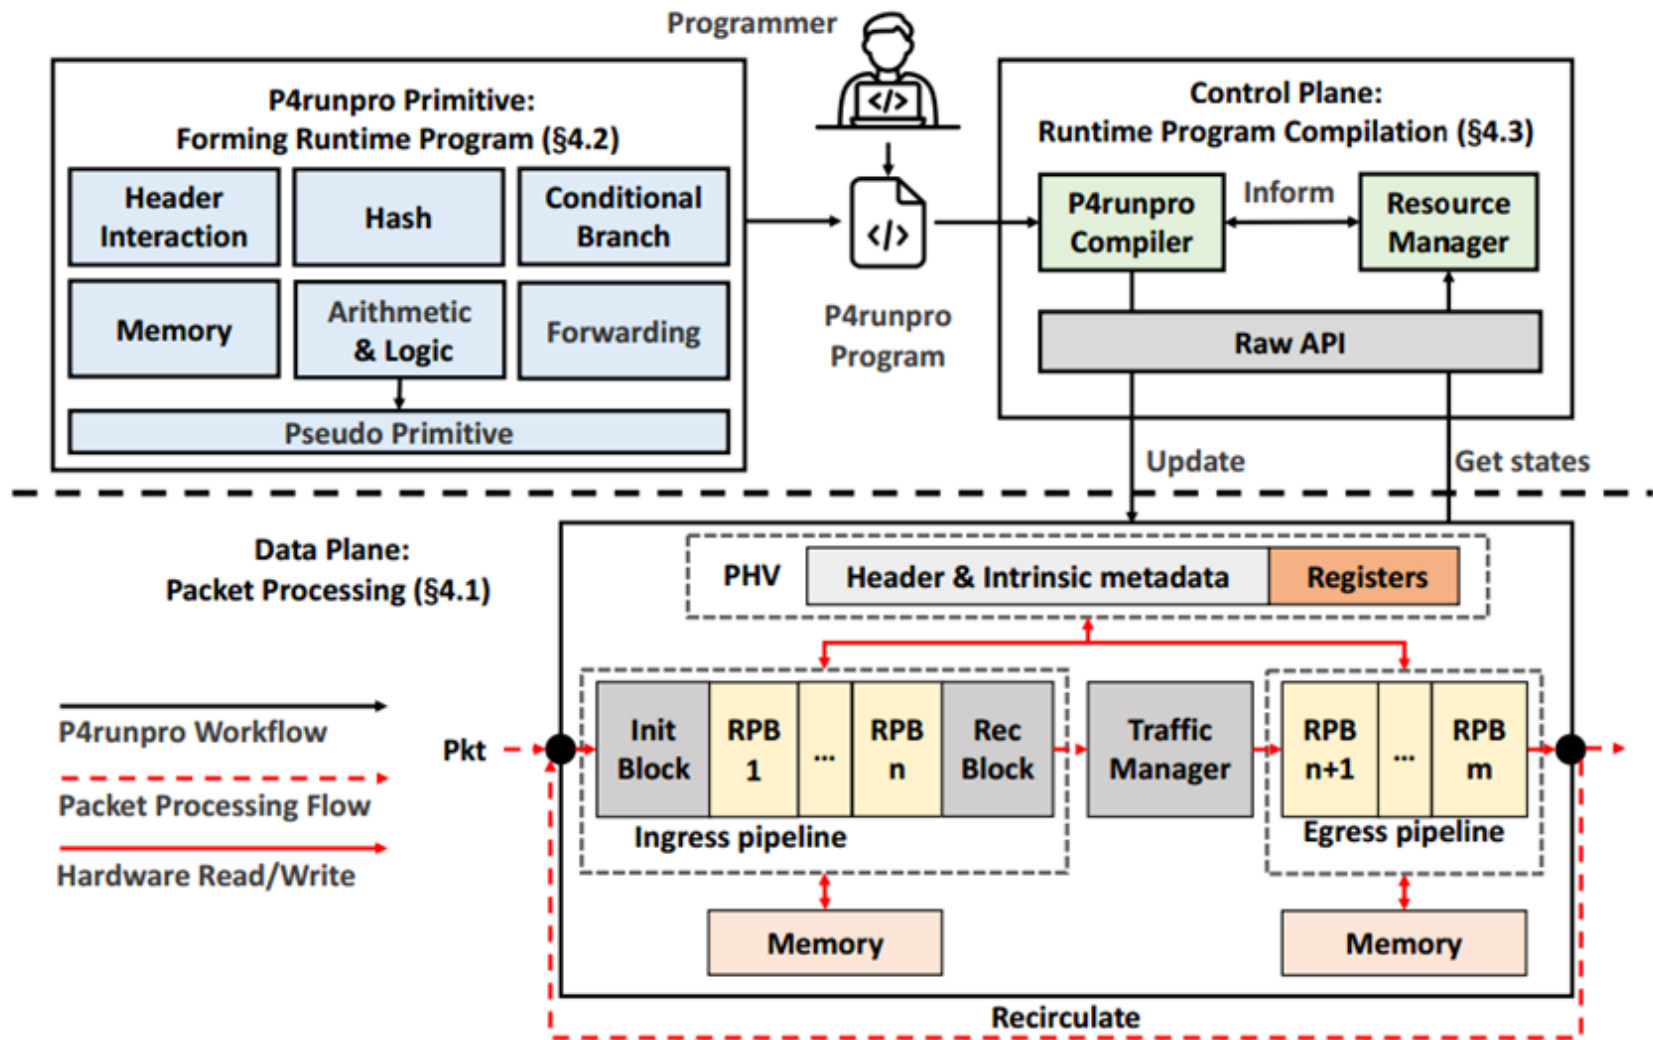 Programmer
P4runpro Primitive:
Forming Runtime Program (§4.2)
Header
Interaction
Hash
Conditional
Branch
Memory
Arithmetic
& Logic
Forwarding
Pseudo Primitive
</>
</>
P4runpro
Program
Control Plane:
Runtime Program Compilation (§4.3)
P4runpro
Compiler
Inform
Resource
Manager
Raw API
Update
Get states
Data Plane:
Packet Processing (§4.1)
PHV
Header & Intrinsic metadata
Registers
P4runpro Workflow
Packet Processing Flow
Hardware Read/Write
Pkt
Init
Block
RPB
1
...
RPB
n
Rec
Block
Ingress pipeline
Traffic
Manager
RPB
n+1
...
RPB
m
Egress pipeline
Memory
Memory
Recirculate